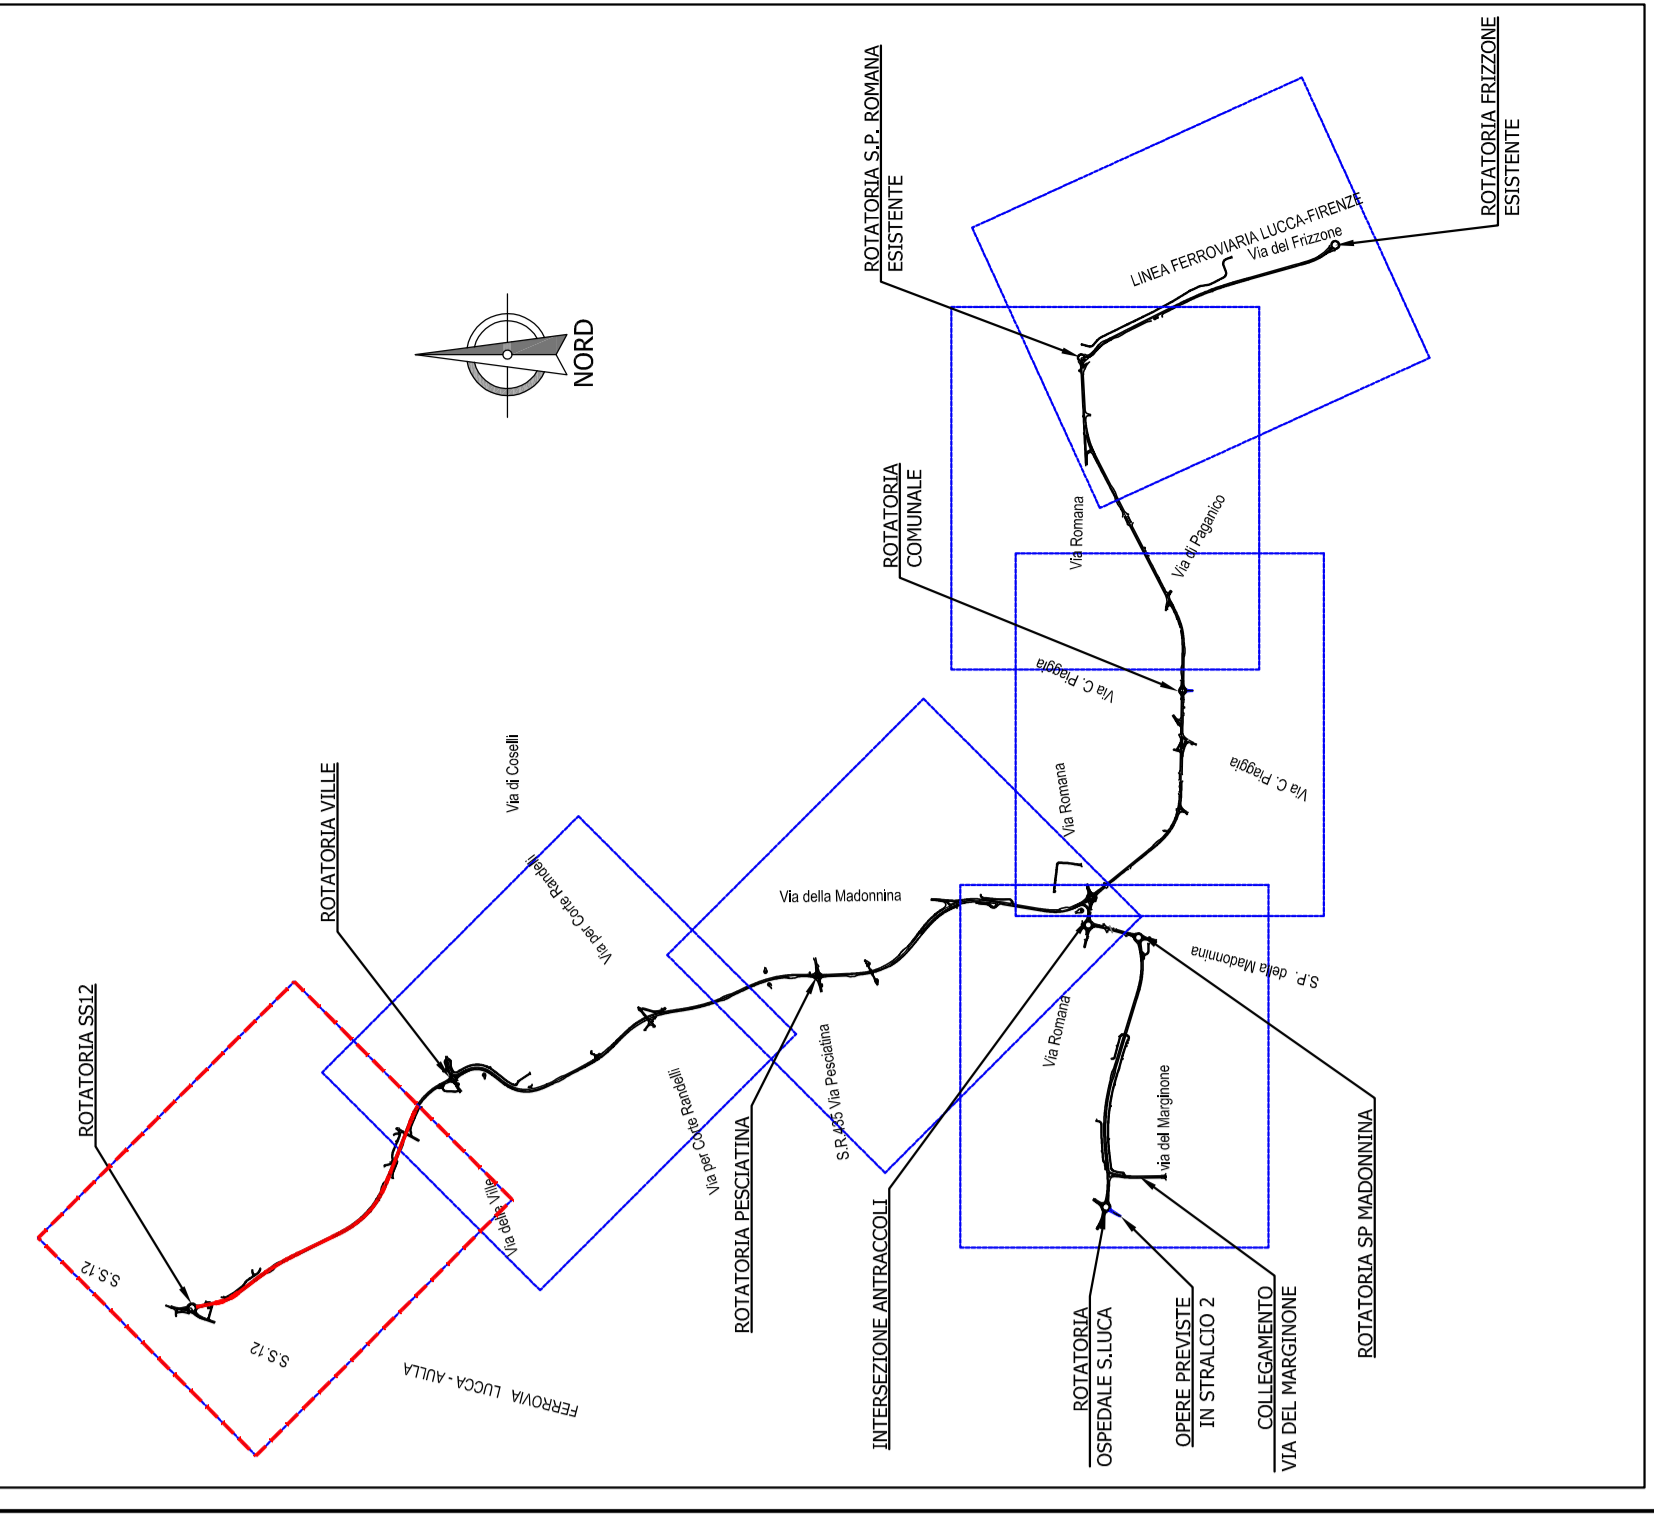 ROTATORIA SS12
S.S.12
S.S.12
FERROVIA LUCCA - AULLA
ROTATORIA VILLE
Via delle Ville
Via di Coselli
Via per Corte Randelli
Via per Corte Randelli
ROTATORIA PESCIATINA
S.R.435 Via Pesciatina
Via della Madonnina
INTERSEZIONE ANTRACCOLI
Via Romana
Via Romana
S.P. della Madonnina
via del Marginone
ROTATORIA
OSPEDALE S.LUCA
OPERE PREVISTE
IN STRALCIO 2
COLLEGAMENTO
VIA DEL MARGINONE
ROTATORIA SP MADONNINA
Via C. Piaggia
Via C. Piaggia
ROTATORIA
COMUNALE
Via Romana
Via di Paganico
ROTATORIA S.P. ROMANA
ESISTENTE
LINEA FERROVIARIA LUCCA-FIRENZE
Via del Frizzone
ROTATORIA FRIZZONE
ESISTENTE
NORD